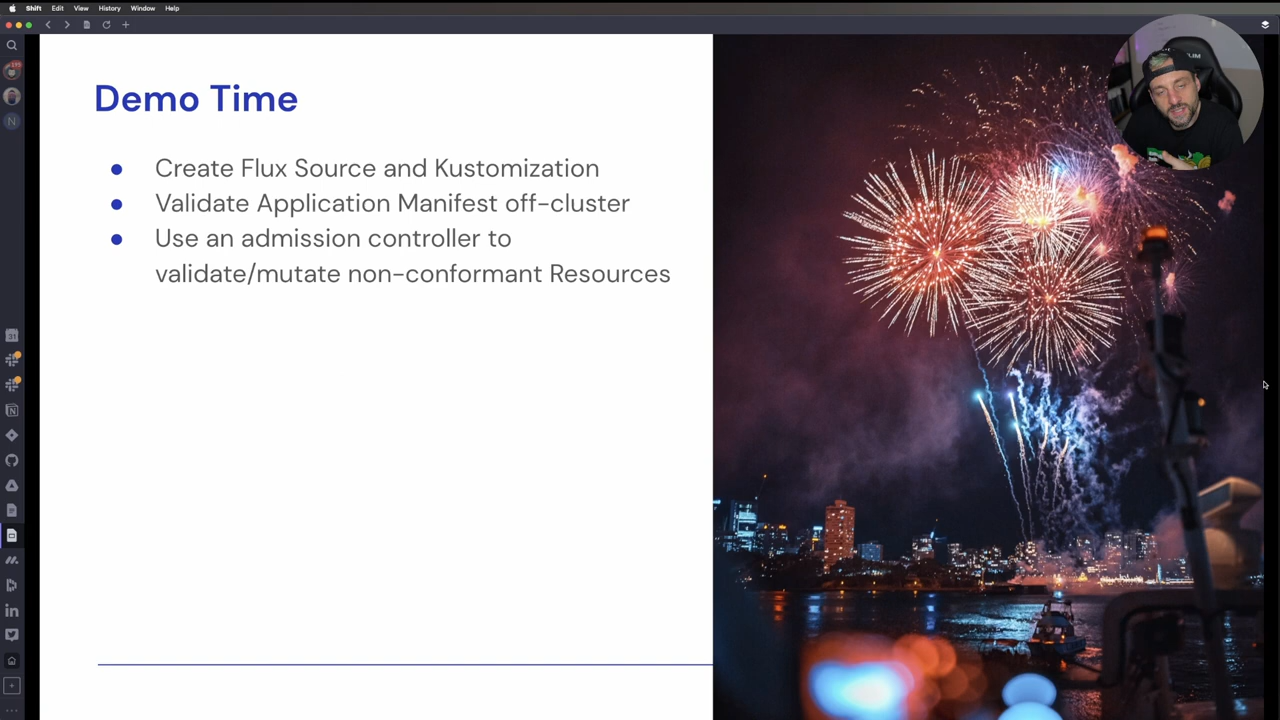 Shift Edit View History Window Help
Demo Time
Create Flux Source and Kustomization
Validate Application Manifest off-cluster
Use an admission controller to
validate/mutate non-conformant Resources
N
31